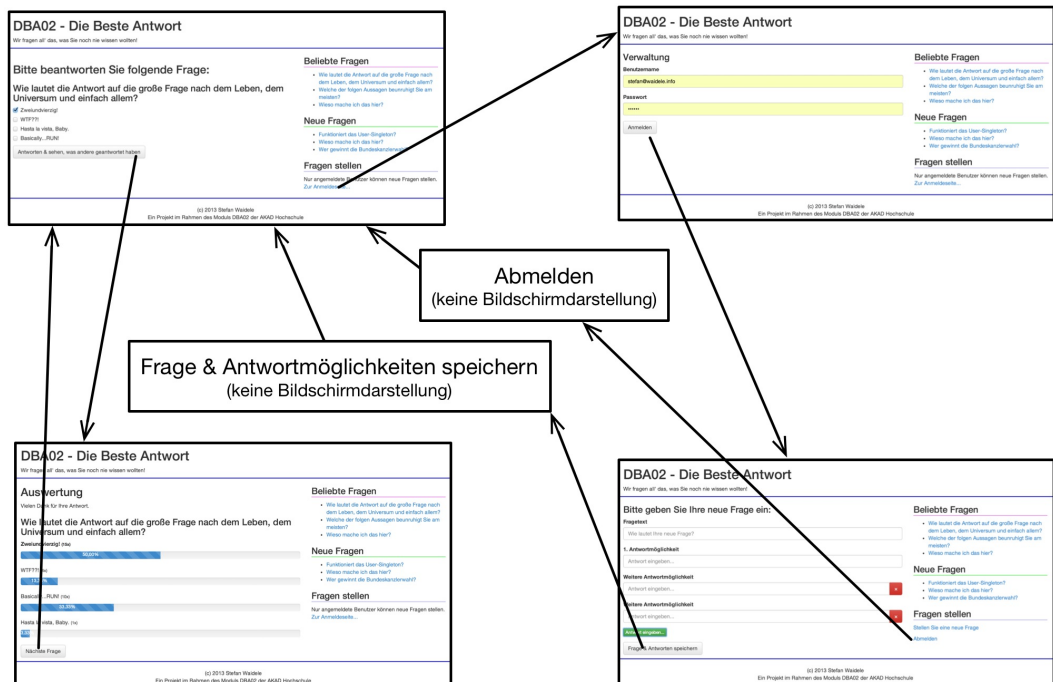 DBA02 - Die Beste Antwort
Wir fragen all' das, was Sie noch nie wissen wollten!
Bitte beantworten Sie folgende Frage:
Wie lautet die Antwort auf die große Frage nach dem Leben, dem
Universum und einfach allem?
Zweiundvierzig!
WTF??!
Hasta la vista, Baby.
Basically...RUN!
Antworten & sehen, was andere geantwortet haben
Beliebte Fragen
Wie lautet die Antwort auf die große Frage nach
dem Leben, dem Universum und einfach allem?
Welche der folgen Aussagen beunruhigt Sie am
meisten?
Wieso mache ich das hier?
Neue Fragen
Funktioniert das User-Singleton?
Wieso mache ich das hier?
Wer gewinnt die Bundeskanzlerwahl?
Fragen stellen
Nur angemeldete Benutzer können neue Fragen stellen.
Zur Anmeldeseite...
(c) 2013 Stefan Waidele
Ein Projekt im Rahmen des Moduls DBA02 der AKAD Hochschule
DBA02 - Die Beste Antwort
Wir fragen all' das, was Sie noch nie wissen wollten!
Verwaltung
Benutzername
stefan@waidele.info
Passwort
••••••
Anmelden
Beliebte Fragen
Wie lautet die Antwort auf die große Frage nach
dem Leben, dem Universum und einfach allem?
Welche der folgen Aussagen beunruhigt Sie am
meisten?
Wieso mache ich das hier?
Neue Fragen
Funktioniert das User-Singleton?
Wieso mache ich das hier?
Wer gewinnt die Bundeskanzlerwahl?
Fragen stellen
Nur angemeldete Benutzer können neue Fragen stellen.
Zur Anmeldeseite...
(c) 2013 Stefan Waidele
Ein Projekt im Rahmen des Moduls DBA02 der AKAD Hochschule
Abmelden
(keine Bildschirmdarstellung)
Frage & Antwortmöglichkeiten speichern
(keine Bildschirmdarstellung)
DBA02 - Die Beste Antwort
Wir fragen all' das, was Sie noch nie wissen wollten!
Auswertung
Vielen Dank für Ihre Antwort.
Wie lautet die Antwort auf die große Frage nach dem Leben, dem
Universum und einfach allem?
Zweiundvierzig!
WTF??!
Basically...RUN! (10x)
33,33%
Hasta la vista, Baby. (1x)
Nächste Frage
Beliebte Fragen
Wie lautet die Antwort auf die große Frage nach
dem Leben, dem Universum und einfach allem?
Welche der folgen Aussagen beunruhigt Sie am
meisten?
Wieso mache ich das hier?
Neue Fragen
Funktioniert das User-Singleton?
Wieso mache ich das hier?
Wer gewinnt die Bundeskanzlerwahl?
Fragen stellen
Nur angemeldete Benutzer können neue Fragen stellen.
Zur Anmeldeseite...
(c) 2013 Stefan Waidele
Ein Projekt im Rahmen des Moduls DBA02 der AKAD Hochschule
DBA02 - Die Beste Antwort
Wir fragen all' das, was Sie noch nie wissen wollten!
Bitte geben Sie Ihre neue Frage ein:
Fragetext
Wie lautet Ihre neue Frage?
1. Antwortmöglichkeit
Antwort eingeben...
Weitere Antwortmöglichkeit
Antwort eingeben...
Weitere Antwortmöglichkeit
Antwort eingeben...
Antwort eingeben...
Frage & Antworten speichern
Beliebte Fragen
Wie lautet die Antwort auf die große Frage nach
dem Leben, dem Universum und einfach allem?
Welche der folgen Aussagen beunruhigt Sie am
meisten?
Wieso mache ich das hier?
Neue Fragen
Funktioniert das User-Singleton?
Wieso mache ich das hier?
Wer gewinnt die Bundeskanzlerwahl?
Fragen stellen
Stellen Sie eine neue Frage
Abmelden
(c) 2013 Stefan Waidele
Ein Projekt im Rahmen des Moduls DBA02 der AKAD Hochschule